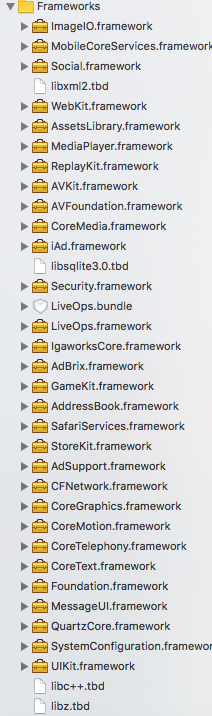 Frameworks
ImageIO.framework
MobileCoreServices.framework
Social.framework
libxml2.tbd
WebKit.framework
AssetsLibrary.framework
MediaPlayer.framework
ReplayKit.framework
AVKit.framework
AVFoundation.framework
CoreMedia.framework
iAd.framework
libsqlite3.0.tbd
Security.framework
LiveOps.bundle
LiveOps.framework
IgaworksCore.framework
AdBrix.framework
GameKit.framework
AddressBook.framework
SafariServices.framework
StoreKit.framework
AdSupport.framework
CFNetwork.framework
CoreGraphics.framework
CoreMotion.framework
CoreTelephony.framework
CoreText.framework
Foundation.framework
MessageUI.framework
QuartzCore.framework
SystemConfiguration.framework
UIKit.framework
libc++.tbd
libz.tbd